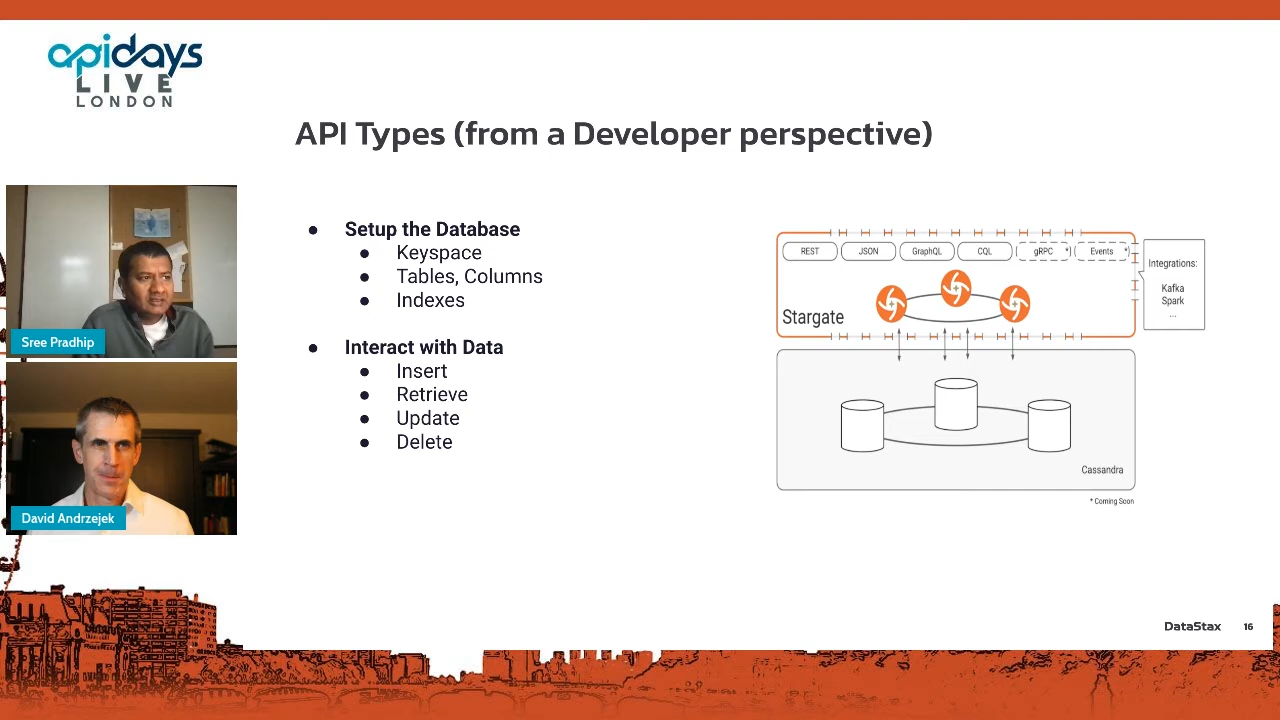 apidays
LIVE
LONDON
API Types (from a Developer perspective)
Sree Pradhip
David Andrzejek
● Setup the Database
● Keyspace
● Tables, Columns
● Indexes
● Interact with Data
● Insert
● Retrieve
● Update
● Delete
REST JSON GraphQL CQL gRPC *) Events *)
Stargate
Integrations:
Kafka
Spark
...
Cassandra
* Coming Soon
DataStax 16